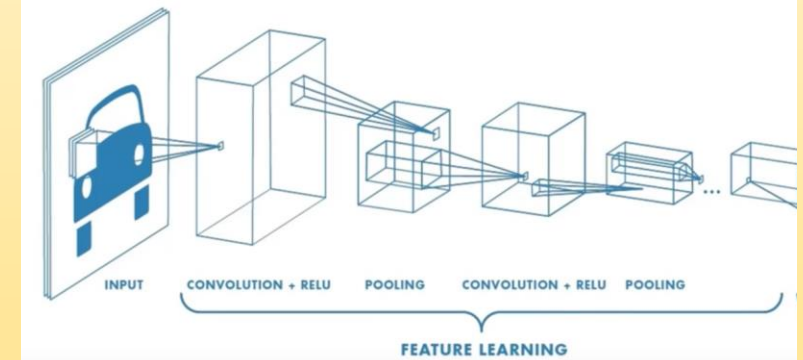 INPUT CONVOLUTION + RELU POOLING CONVOLUTION + RELU POOLING
...
FEATURE LEARNING